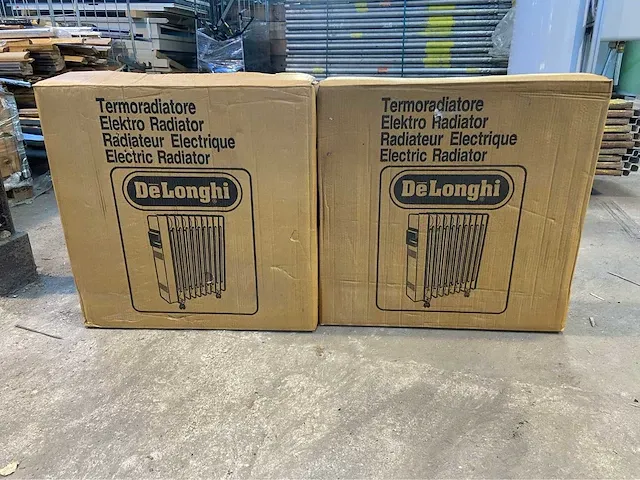 Termoradiatore
Elektro Radiator
Radiateur Electrique
Electric Radiator
DeLonghi
Termoradiatore
Elektro Radiator
Radiateur Electrique
Electric Radiator
DeLonghi